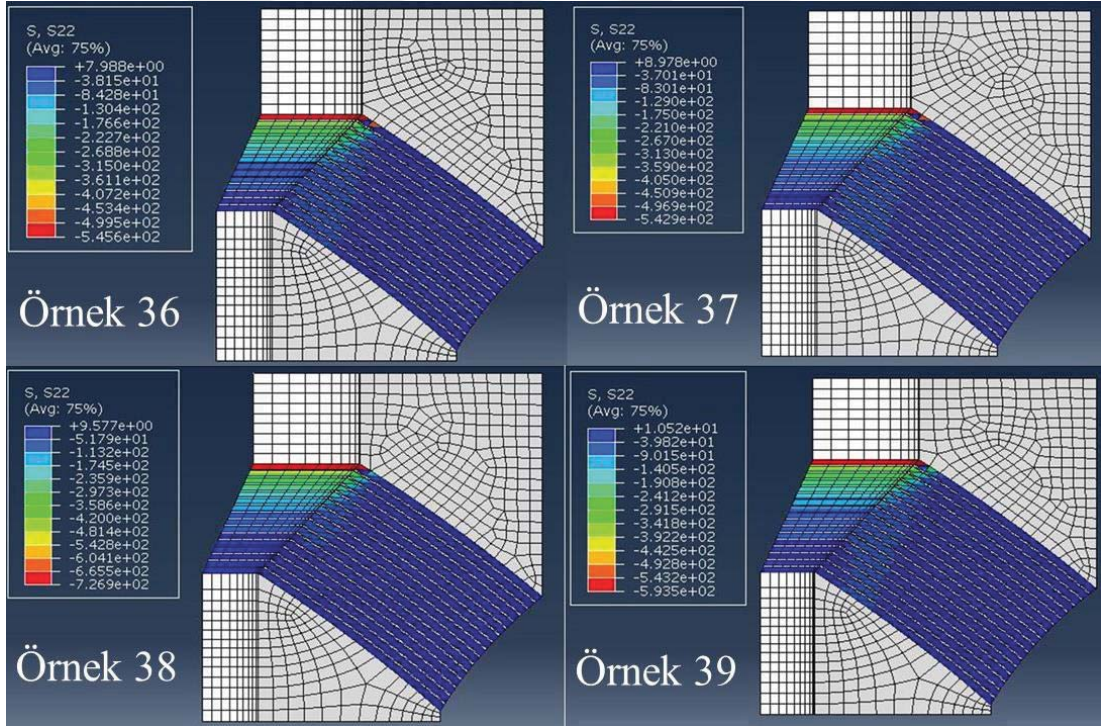 S, S22
(Avg: 75%)
+7.988e+00
-3.815e+01
-8.428e+01
-1.304e+02
-1.766e+02
-2.227e+02
-2.688e+02
-3.150e+02
-3.611e+02
-4.072e+02
-4.534e+02
-4.995e+02
-5.456e+02
Örnek 36
S, S22
(Avg: 75%)
+8.978e+00
-3.701e+01
-8.301e+01
-1.290e+02
-1.750e+02
-2.210e+02
-2.670e+02
-3.130e+02
-3.590e+02
-4.050e+02
-4.509e+02
-4.969e+02
-5.429e+02
Örnek 37
S, S22
(Avg: 75%)
+9.577e+00
-5.179e+01
-1.132e+02
-1.745e+02
-2.359e+02
-2.973e+02
-3.586e+02
-4.200e+02
-4.814e+02
-5.428e+02
-6.041e+02
-6.655e+02
-7.269e+02
Örnek 38
S, S22
(Avg: 75%)
+1.052e+01
-3.982e+01
-9.015e+01
-1.405e+02
-1.908e+02
-2.412e+02
-2.915e+02
-3.418e+02
-3.922e+02
-4.425e+02
-4.928e+02
-5.432e+02
-5.935e+02
Örnek 39